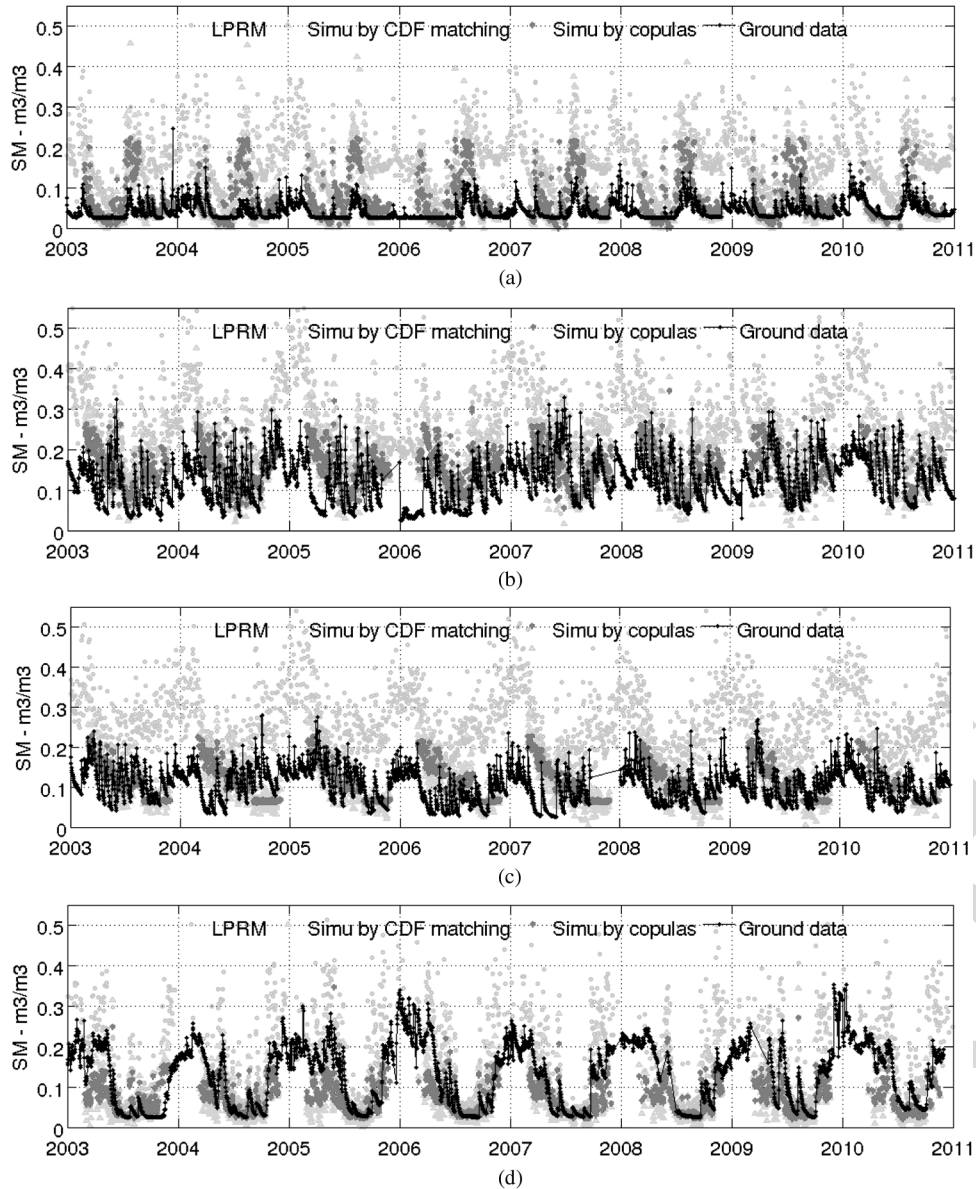 LPRM Simu by CDF matching Simu by copulas Ground data
0.5
0.4
0.3
0.2
0.1
0
SM - m3/m3
2003 2004 2005 2006 2007 2008 2009 2010 2011
(a)
LPRM Simu by CDF matching Simu by copulas Ground data
0.5
0.4
0.3
0.2
0.1
0
SM - m3/m3
2003 2004 2005 2006 2007 2008 2009 2010 2011
(b)
LPRM Simu by CDF matching Simu by copulas Ground data
0.5
0.4
0.3
0.2
0.1
0
SM - m3/m3
2003 2004 2005 2006 2007 2008 2009 2010 2011
(c)
LPRM Simu by CDF matching Simu by copulas Ground data
0.5
0.4
0.3
0.2
0.1
0
SM - m3/m3
2003 2004 2005 2006 2007 2008 2009 2010 2011
(d)